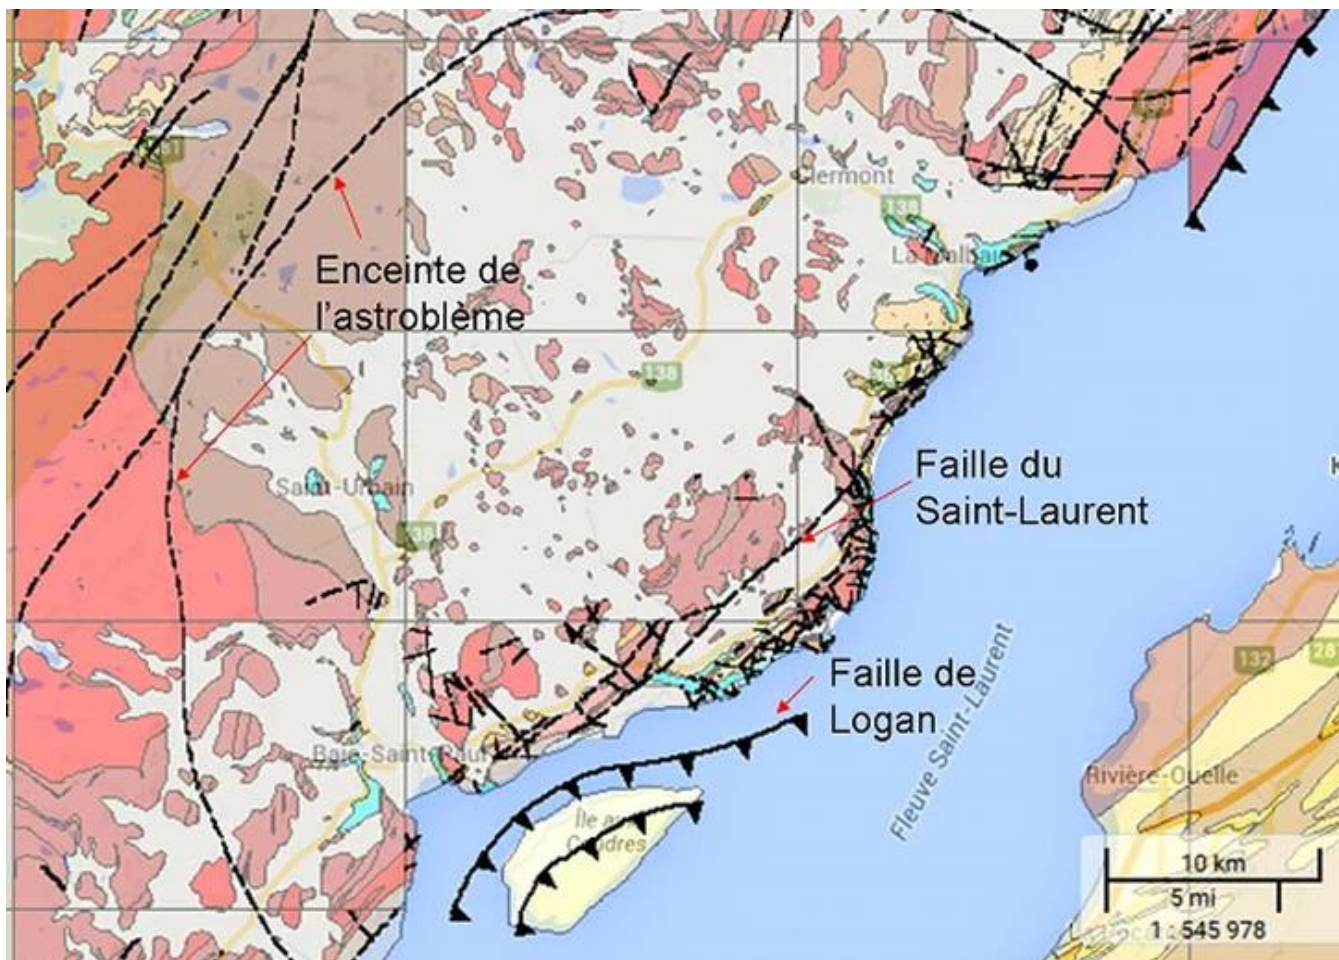 Clermont
138
La Malbaie
Enceinte de
l'astroblème
138
Saint-Urbain
138
Faille du
Saint-Laurent
Faille de
Logan
Fleuve Saint-Laurent
132
Rivière-Ouelle
Baie-Saint-Paul
Île aux
Coudres
10 km
5 mi
1 : 545 978